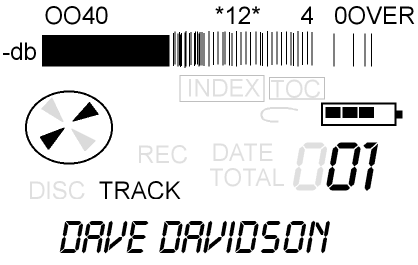 OO40 *12* 4 0OVER
-db
INDEX TOC
REC DATE 001
DISC TRACK TOTAL
DAVE DAVIDSON